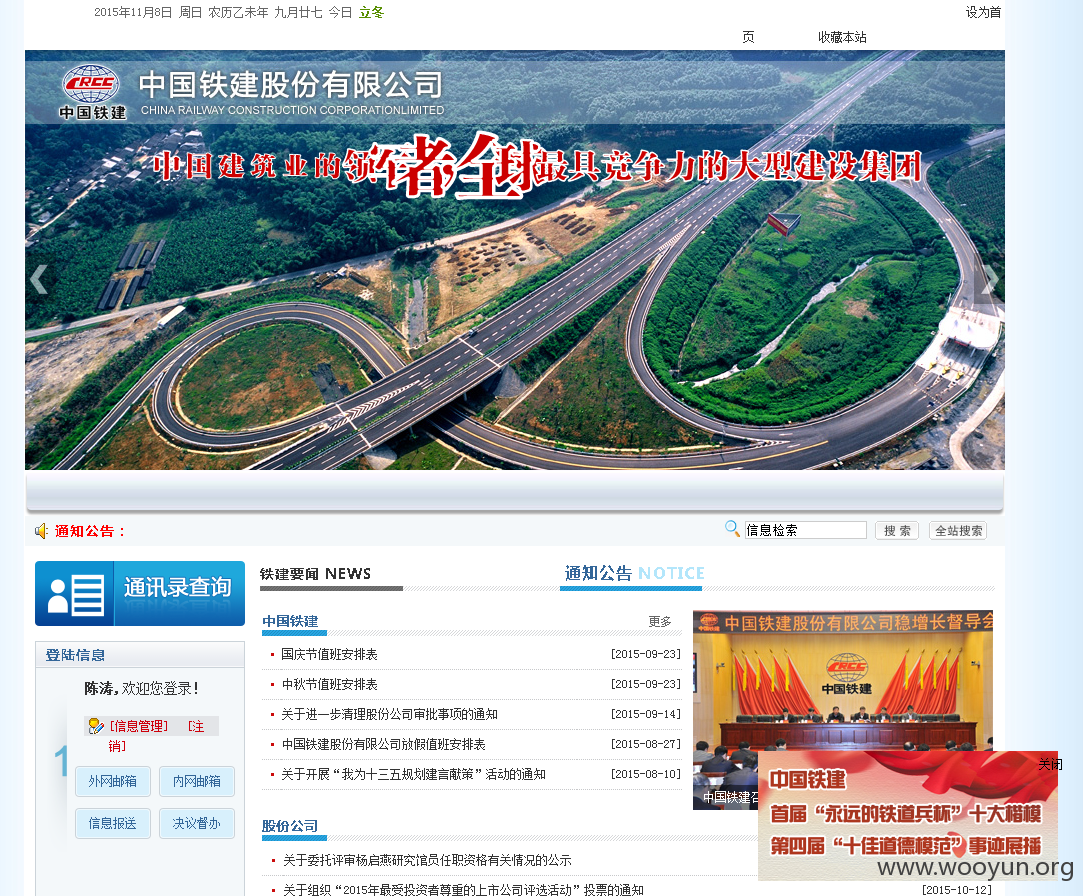 2015年11月8日 周日 农历乙未年 九月廿七 今日 立冬
设为首
页
收藏本站
CRCC
中国铁建
中国铁建股份有限公司
CHINA RAILWAY CONSTRUCTION CORPORATIONLIMITED
中国建筑业的领
诸全球最具竞争力的大型建设集团
通知公告：
信息检索
搜 索
全站搜索
通讯录查询
铁建要闻 NEWS
通知公告 NOTICE
中国铁建
更多
国庆节值班安排表 [2015-09-23]
中秋节值班安排表 [2015-09-23]
关于进一步清理股份公司审批事项的通知 [2015-09-14]
中国铁建股份有限公司放假值班安排表 [2015-08-27]
关于开展“我为十三五规划建言献策”活动的通知 [2015-08-10]
登陆信息
陈涛,欢迎您登录!
[信息管理] [注
销]
1
外网邮箱
内网邮箱
信息报送
决议督办
中国铁建股份有限公司稳增长督导会
CRCC
中国铁建
中国铁建召
股份公司
关于委托评审杨启燕研究馆员任职资格有关情况的公示
关于组织“2015年最受投资者尊重的上市公司评选活动”投票的通知 [2015-10-12]
关闭
中国铁建
首届“永远的铁道兵杯”十大楷模
第四届“十佳道德模范”事迹展播
www.wooyun.org